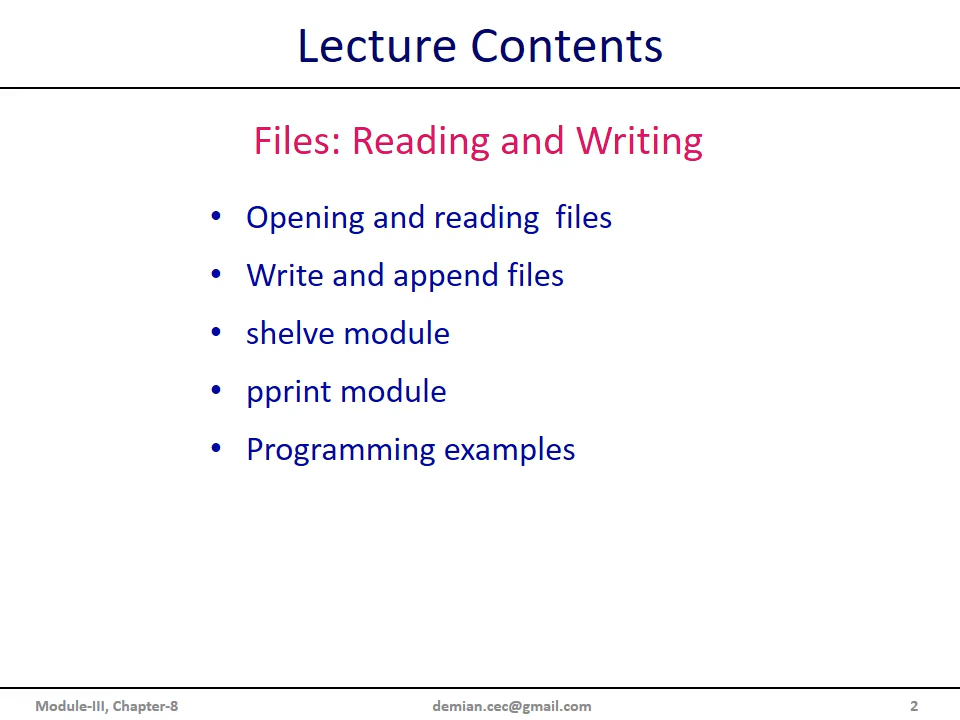 Lecture Contents
Files: Reading and Writing
• Opening and reading  files
• Write and append files
• shelve module
• pprint module
• Programming examples
Module-III, Chapter-8
demian.cec@gmail.com
2